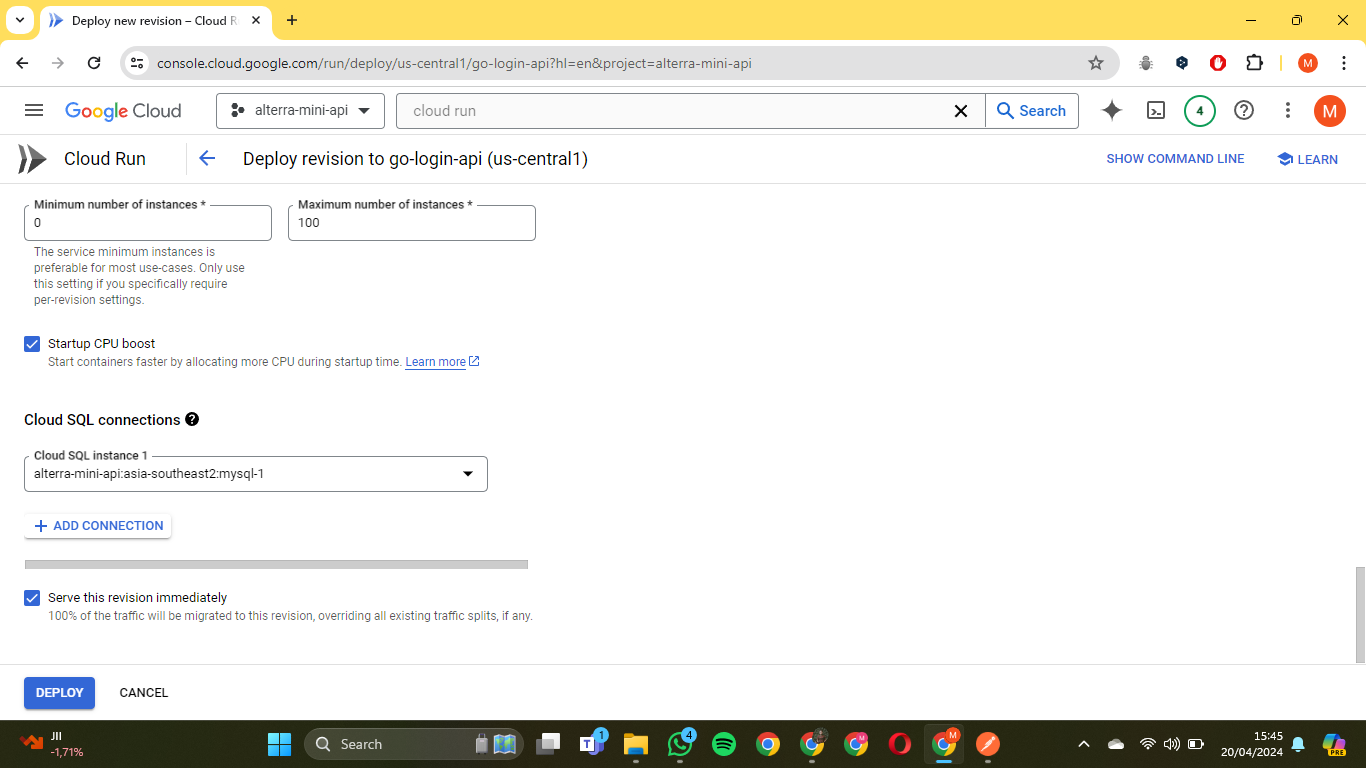 Deploy new revision – Cloud R
console.cloud.google.com/run/deploy/us-central1/go-login-api?hl=en&project=alterra-mini-api
M
Google Cloud
alterra-mini-api
cloud run
Search
4
M
Cloud Run
Deploy revision to go-login-api (us-central1)
SHOW COMMAND LINE
LEARN
Minimum number of instances *
0
Maximum number of instances *
100
The service minimum instances is
preferable for most use-cases. Only use
this setting if you specifically require
per-revision settings.
Startup CPU boost
Start containers faster by allocating more CPU during startup time. Learn more
Cloud SQL connections
Cloud SQL instance 1
alterra-mini-api:asia-southeast2:mysql-1
ADD CONNECTION
Serve this revision immediately
100% of the traffic will be migrated to this revision, overriding all existing traffic splits, if any.
DEPLOY
CANCEL
JII
-1,71%
Search
1
4
M
M
15:45
20/04/2024
PRE